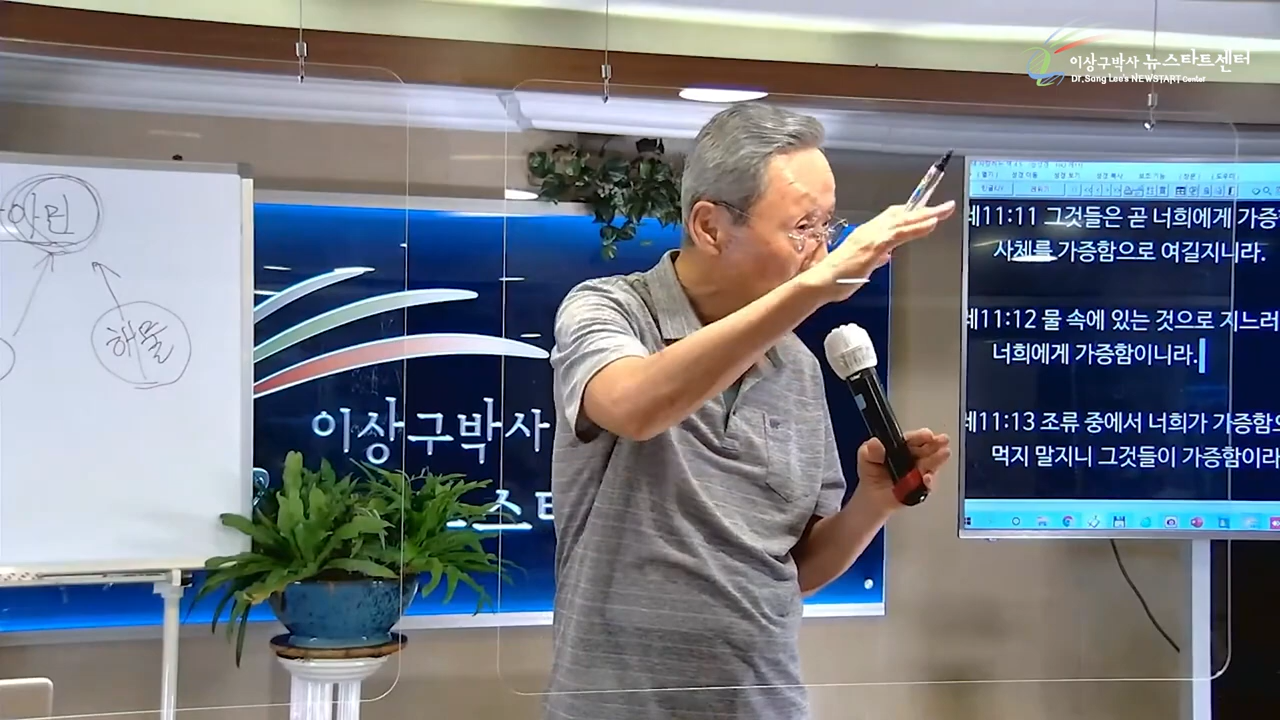 이상구박사 뉴스타트센터
Dr. Sang Lee's NEWSTART Center
해물
이상구박사
11:11 그것들은 곧 너희에게 가증
사체를 가증함으로 여길지니라.
11:12 물 속에 있는 것으로 지느러
너희에게 가증함이니라.
11:13 조류 중에서 너희가 가증함으
먹지 말지니 그것들이 가증함이라